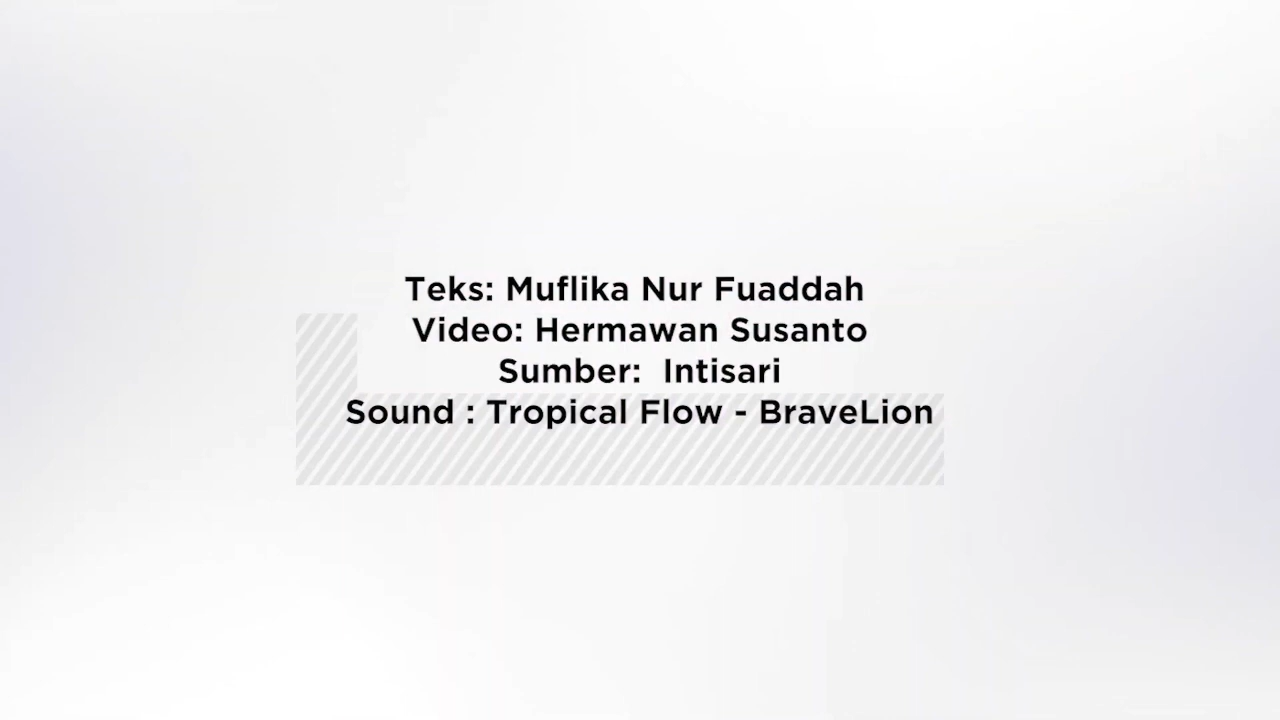 Teks: Muflika Nur Fuaddah
Video: Hermawan Susanto
Sumber:  Intisari
Sound : Tropical Flow - BraveLion